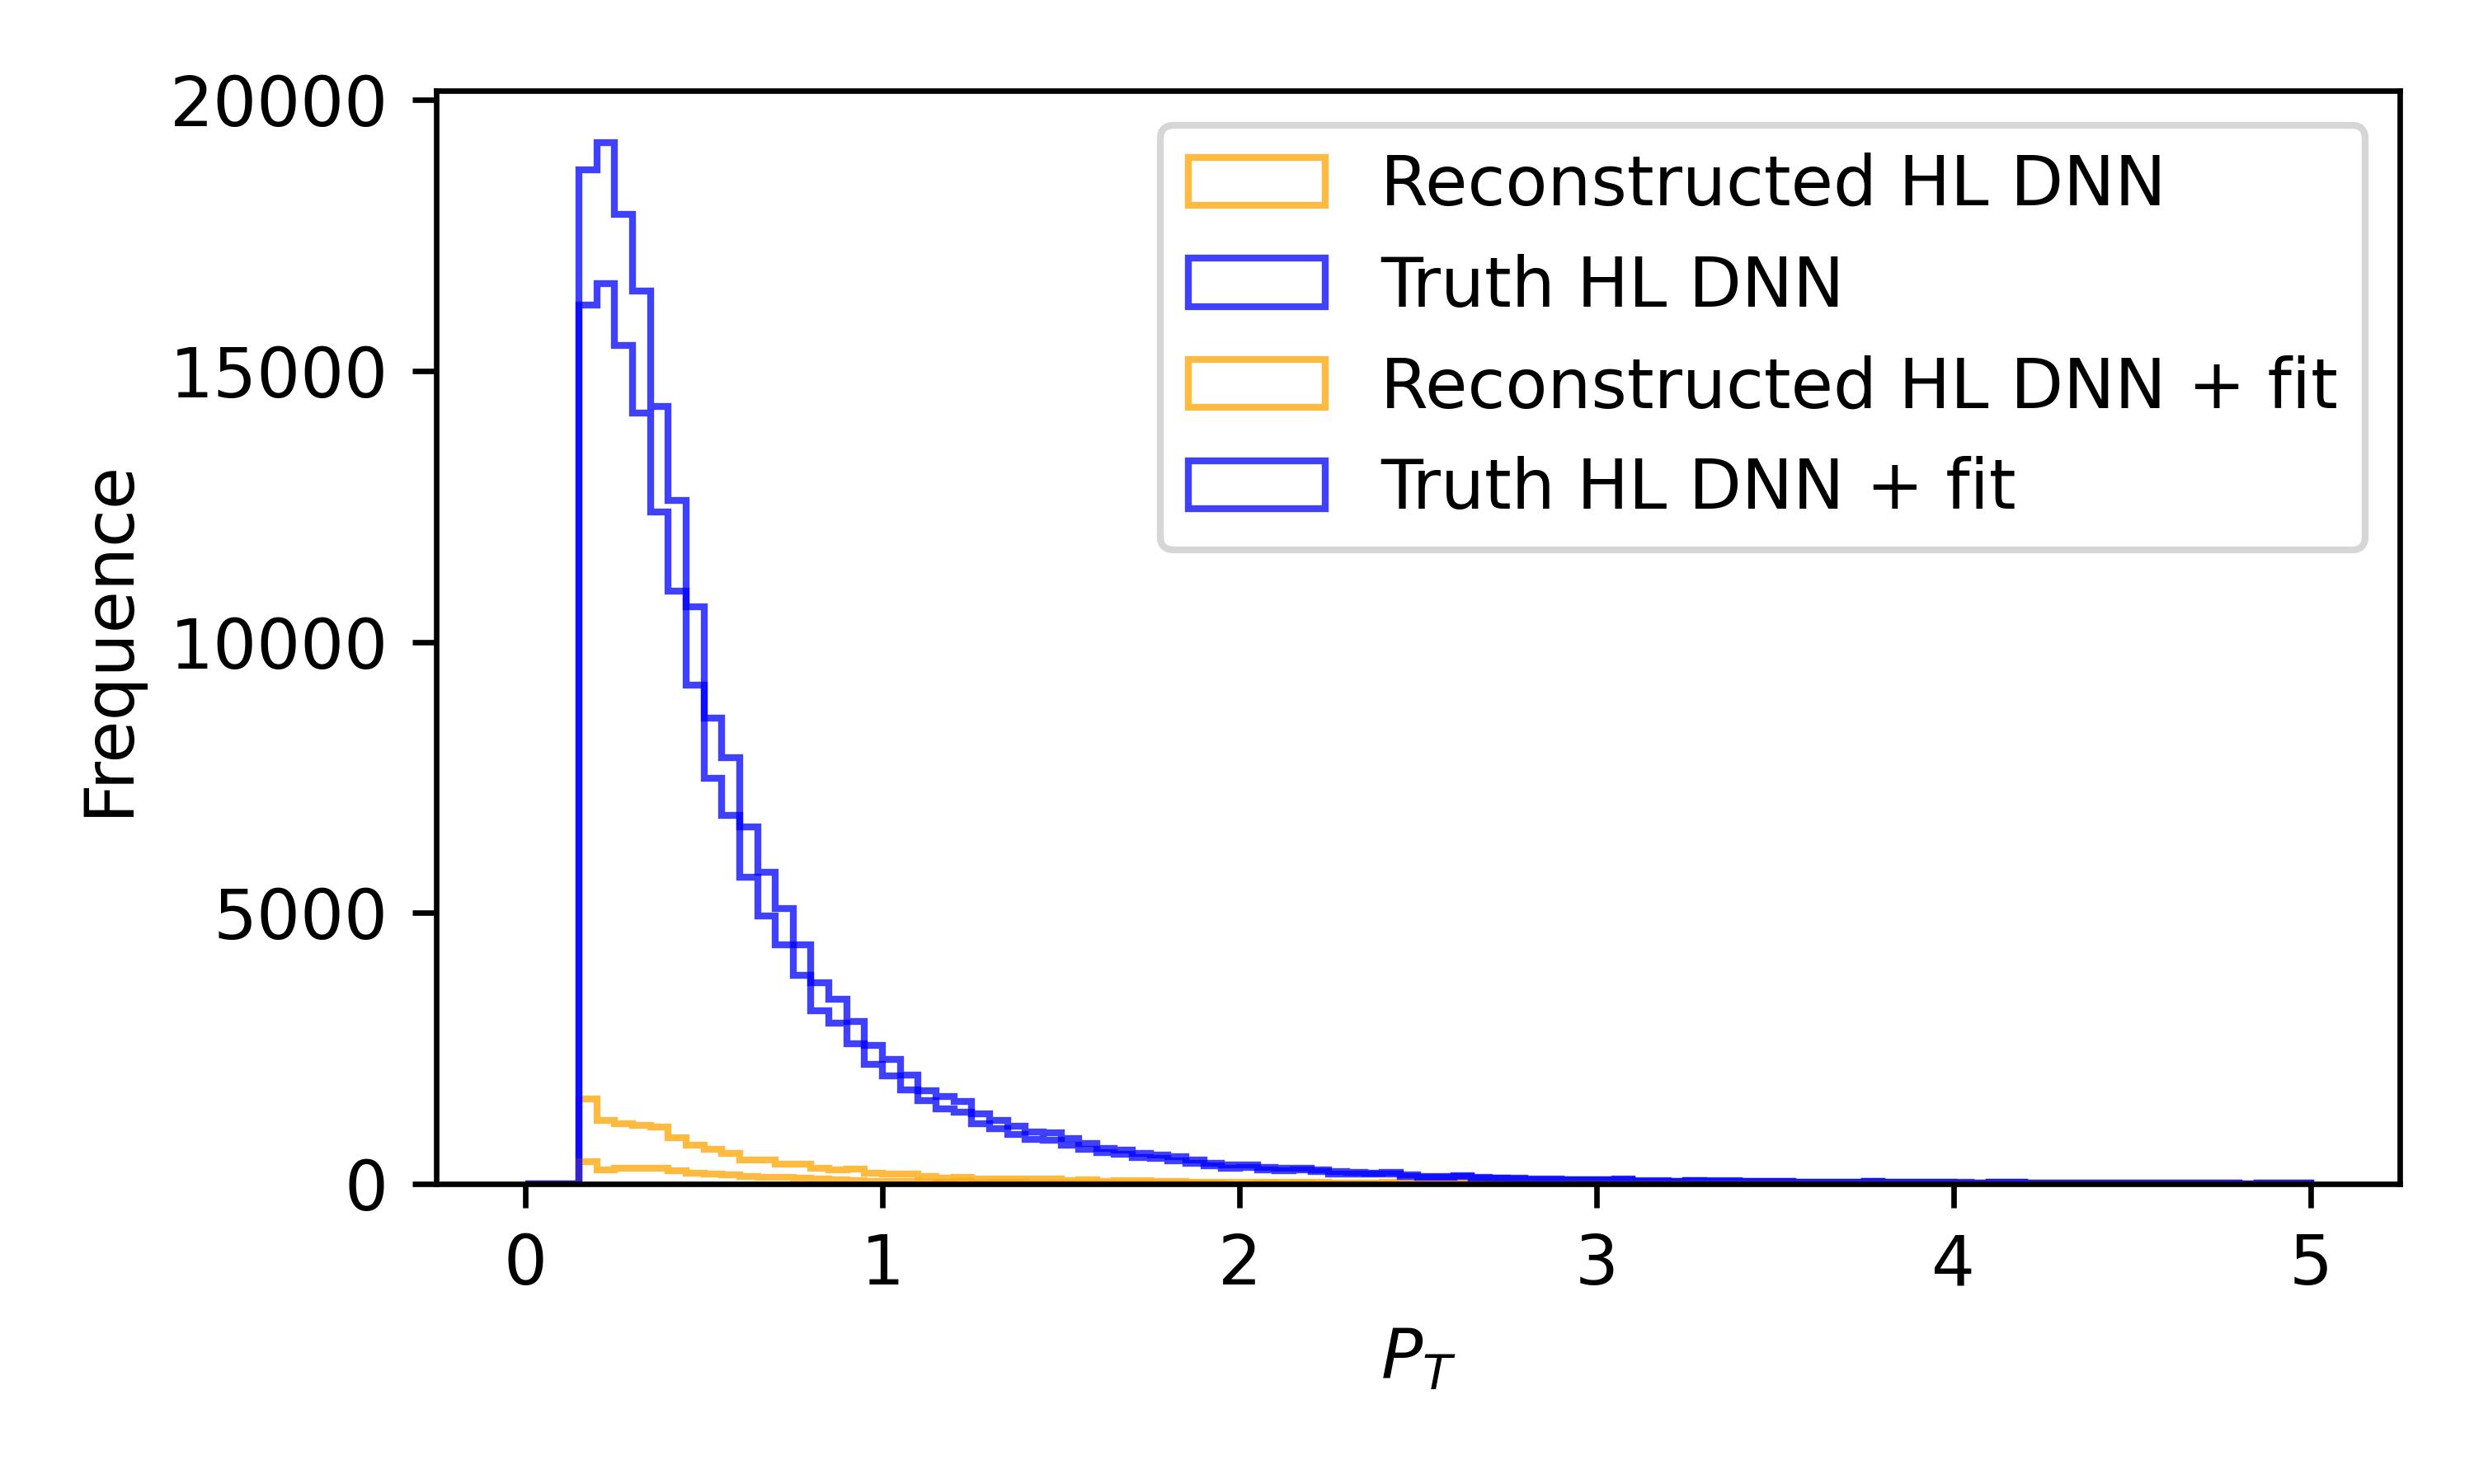 20000
15000
10000
5000
0
Frequence
Reconstructed HL DNN
Truth HL DNN
Reconstructed HL DNN + fit
Truth HL DNN + fit
0 1 2 3 4 5
P_T